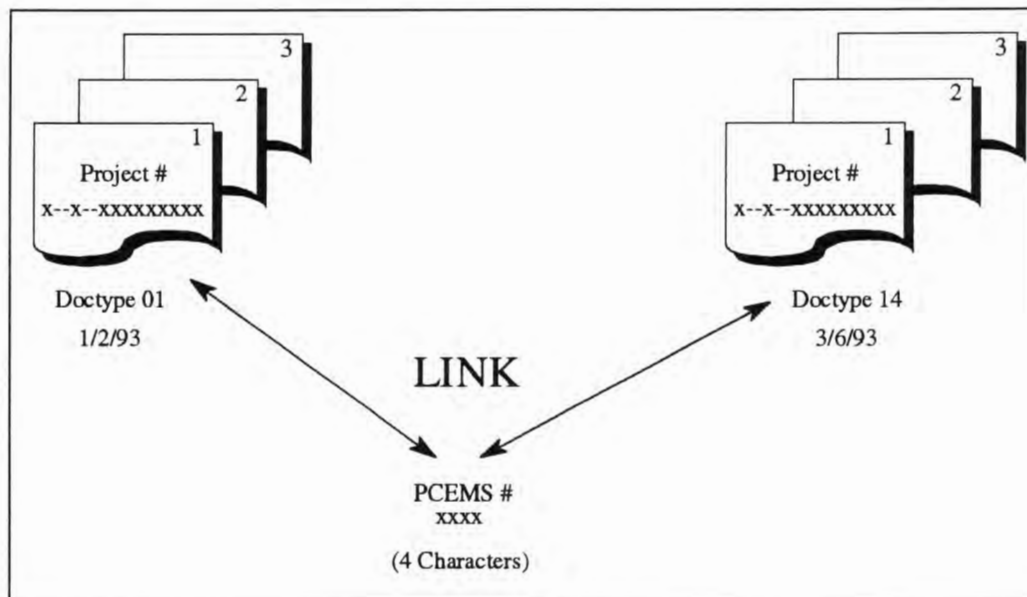 3
2
1
Project #
x--x--xxxxxxxxx
Doctype 01
1/2/93
3
2
1
Project #
x--x--xxxxxxxxx
Doctype 14
3/6/93
LINK
PCEMS #
xxxx
(4 Characters)